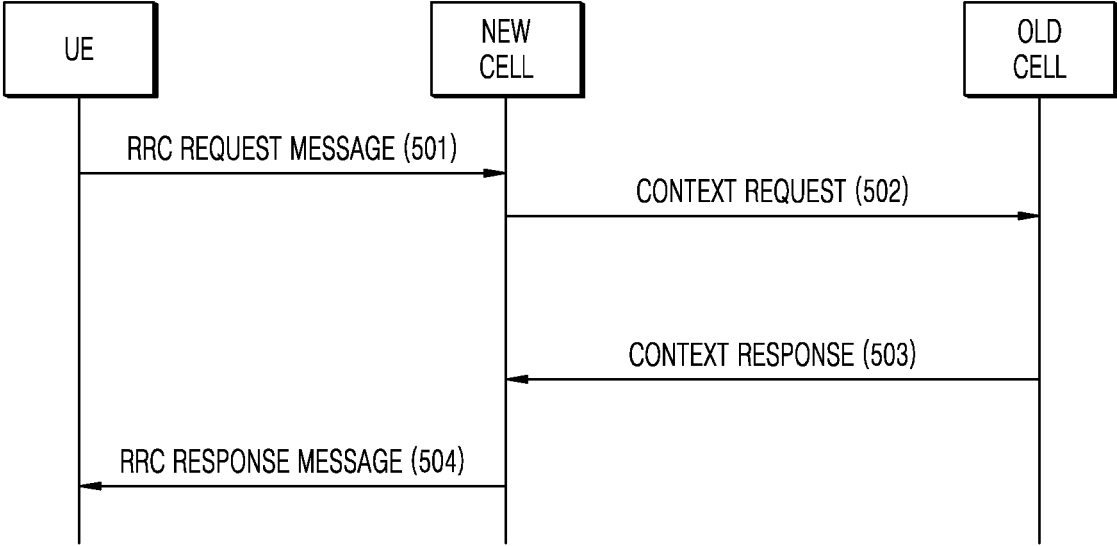 UE
NEW
CELL
OLD
CELL
RRC REQUEST MESSAGE (501)
CONTEXT REQUEST (502)
CONTEXT RESPONSE (503)
RRC RESPONSE MESSAGE (504)